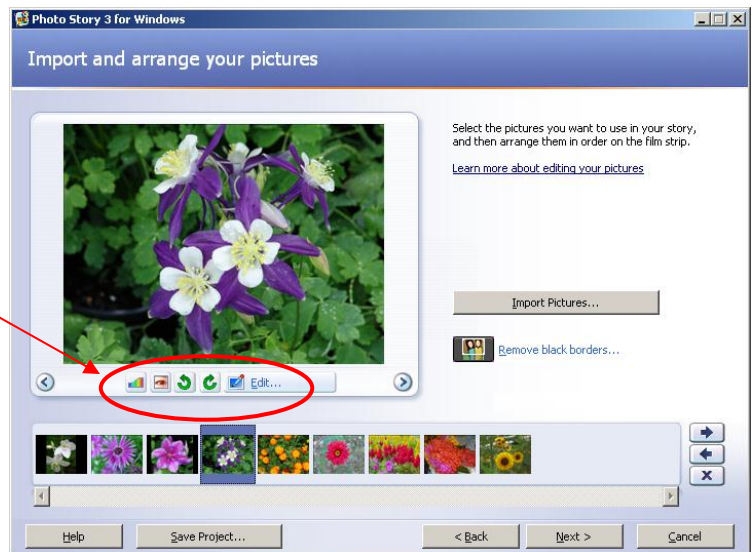 Photo Story 3 for Windows
Import and arrange your pictures
Select the pictures you want to use in your story,
and then arrange them in order on the film strip.
Learn more about editing your pictures
Import Pictures...
Remove black borders...
Edit...
Help
Save Project...
< Back
Next >
Cancel